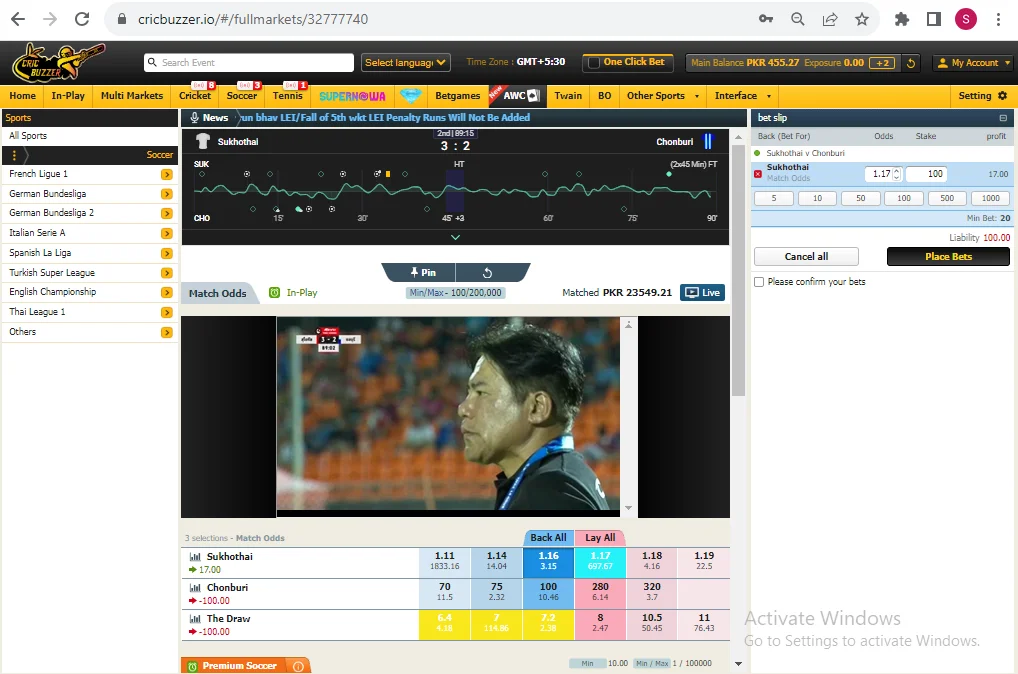 cricbuzzer.io/#/fullmarkets/32777740
S
CRIC BUZZER
Search Event
Select language
Time Zone : GMT+5:30
One Click Bet
Main Balance PKR 455.27 Exposure 0.00 +2
My Account
Home In-Play Multi Markets Cricket 8 Soccer 3 Tennis 1 SUPERNOWA Betgames New AWC Twain BO Other Sports Interface Setting
Sports
All Sports
Soccer
French Ligue 1
German Bundesliga
German Bundesliga 2
Italian Serie A
Spanish La Liga
Turkish Super League
English Championship
Thai League 1
Others
News run bhav LEI/Fall of 5th wkt LEI Penalty Runs Will Not Be Added
Sukhothai
2nd | 89:15
3 : 2
Chonburi
SUK HT (2x45 Min) FT
CHO 15' 30' 45' +3 60' 75' 90'
Pin
Match Odds In-Play Min/Max - 100/200,000 Matched PKR 23549.21 Live
3 - 2
89:02
3 selections - Match Odds Back All Lay All
Sukhothai 1.11 1.14 1.16 1.17 1.18 1.19
17.00 1833.16 14.04 3.15 697.67 4.16 22.5
Chonburi 70 75 100 280 320
-100.00 11.5 2.32 10.46 6.14 3.7
The Draw 6.4 7 7.2 8 10.5 11
-100.00 4.18 114.86 2.38 2.47 50.45 76.43
Premium Soccer Min 10.00 Min / Max 1 / 100000
bet slip
Back (Bet For) Odds Stake profit
Sukhothai v Chonburi
Sukhothai
Match Odds
1.17 100 17.00
5 10 50 100 500 1000
Min Bet: 20
Liability 100.00
Cancel all Place Bets
Please confirm your bets
Activate Windows
Go to Settings to activate Windows.